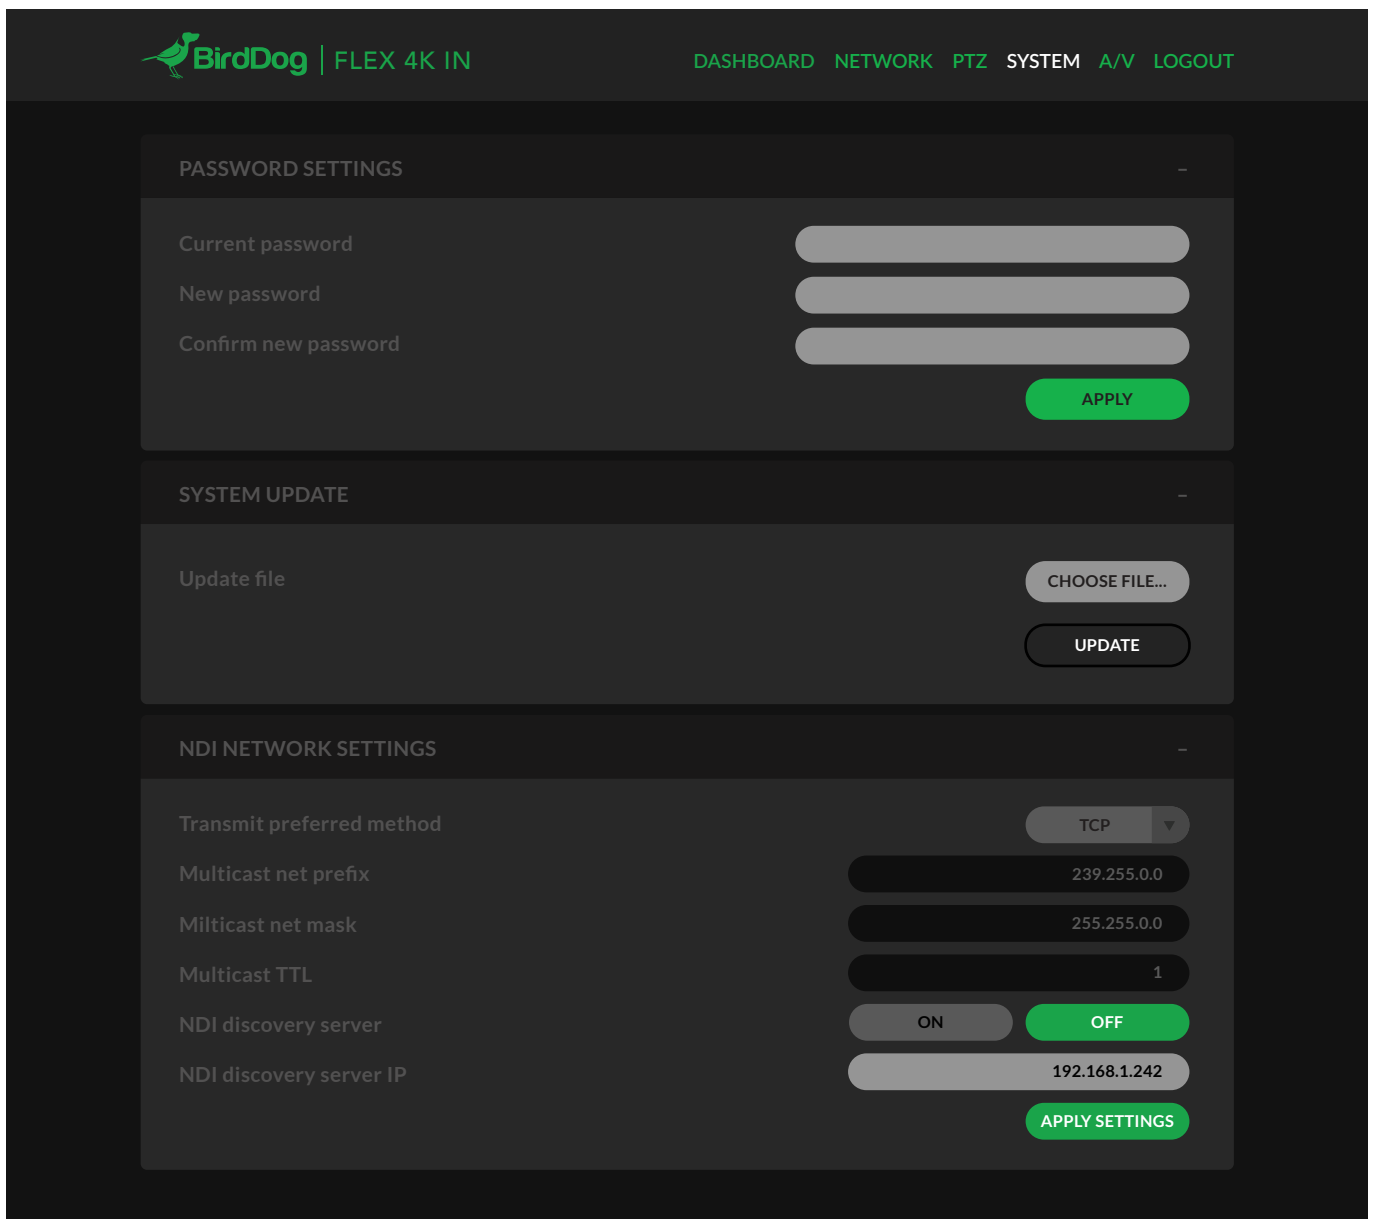 BirdDog | FLEX 4K IN
DASHBOARD NETWORK PTZ SYSTEM A/V LOGOUT
PASSWORD SETTINGS –
Current password
New password
Confirm new password
APPLY
SYSTEM UPDATE –
Update file CHOOSE FILE...
UPDATE
NDI NETWORK SETTINGS –
Transmit preferred method TCP
Multicast net prefix 239.255.0.0
Milticast net mask 255.255.0.0
Multicast TTL 1
NDI discovery server ON OFF
NDI discovery server IP 192.168.1.242
APPLY SETTINGS